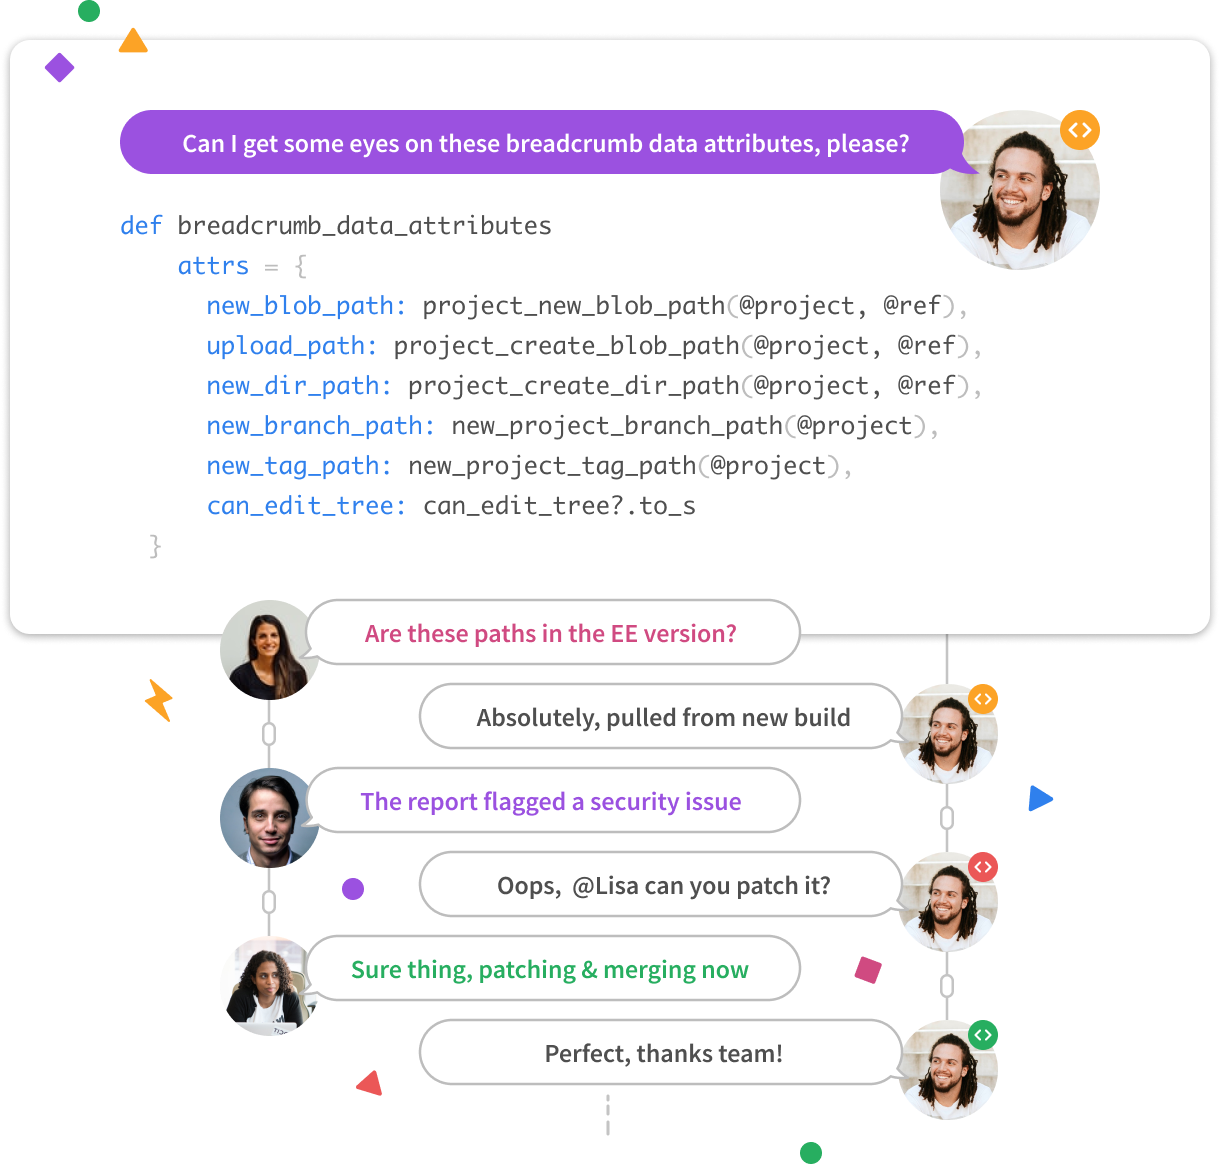 Can I get some eyes on these breadcrumb data attributes, please?
def breadcrumb_data_attributes
attrs = {
new_blob_path: project_new_blob_path(@project, @ref),
upload_path: project_create_blob_path(@project, @ref),
new_dir_path: project_create_dir_path(@project, @ref),
new_branch_path: new_project_branch_path(@project),
new_tag_path: new_project_tag_path(@project),
can_edit_tree: can_edit_tree?.to_s
}
Are these paths in the EE version?
Absolutely, pulled from new build
The report flagged a security issue
Oops, @Lisa can you patch it?
Sure thing, patching & merging now
Perfect, thanks team!